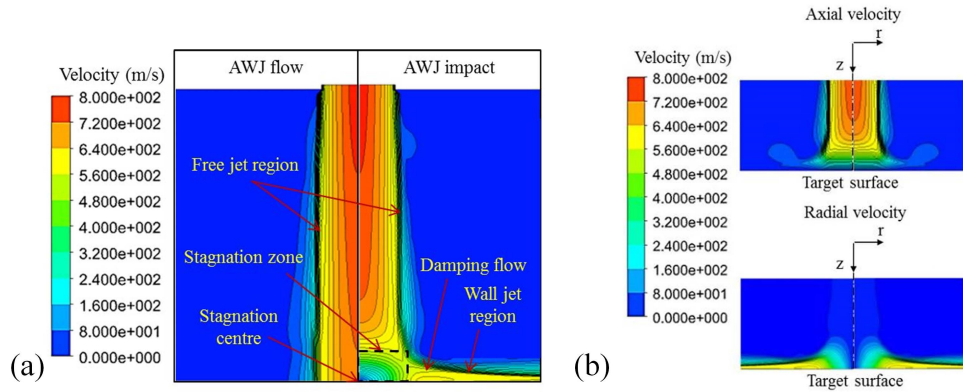 Velocity (m/s)
8.000e+002
7.200e+002
6.400e+002
5.600e+002
4.800e+002
4.000e+002
3.200e+002
2.400e+002
1.600e+002
8.000e+001
0.000e+000
AWJ flow
AWJ impact
Free jet region
Stagnation zone
Damping flow
Wall jet
region
Stagnation
centre
(a)
Velocity (m/s)
8.000e+002
7.200e+002
6.400e+002
5.600e+002
4.800e+002
4.000e+002
3.200e+002
2.400e+002
1.600e+002
8.000e+001
0.000e+000
Axial velocity
r
z
Target surface
Radial velocity
r
z
Target surface
(b)